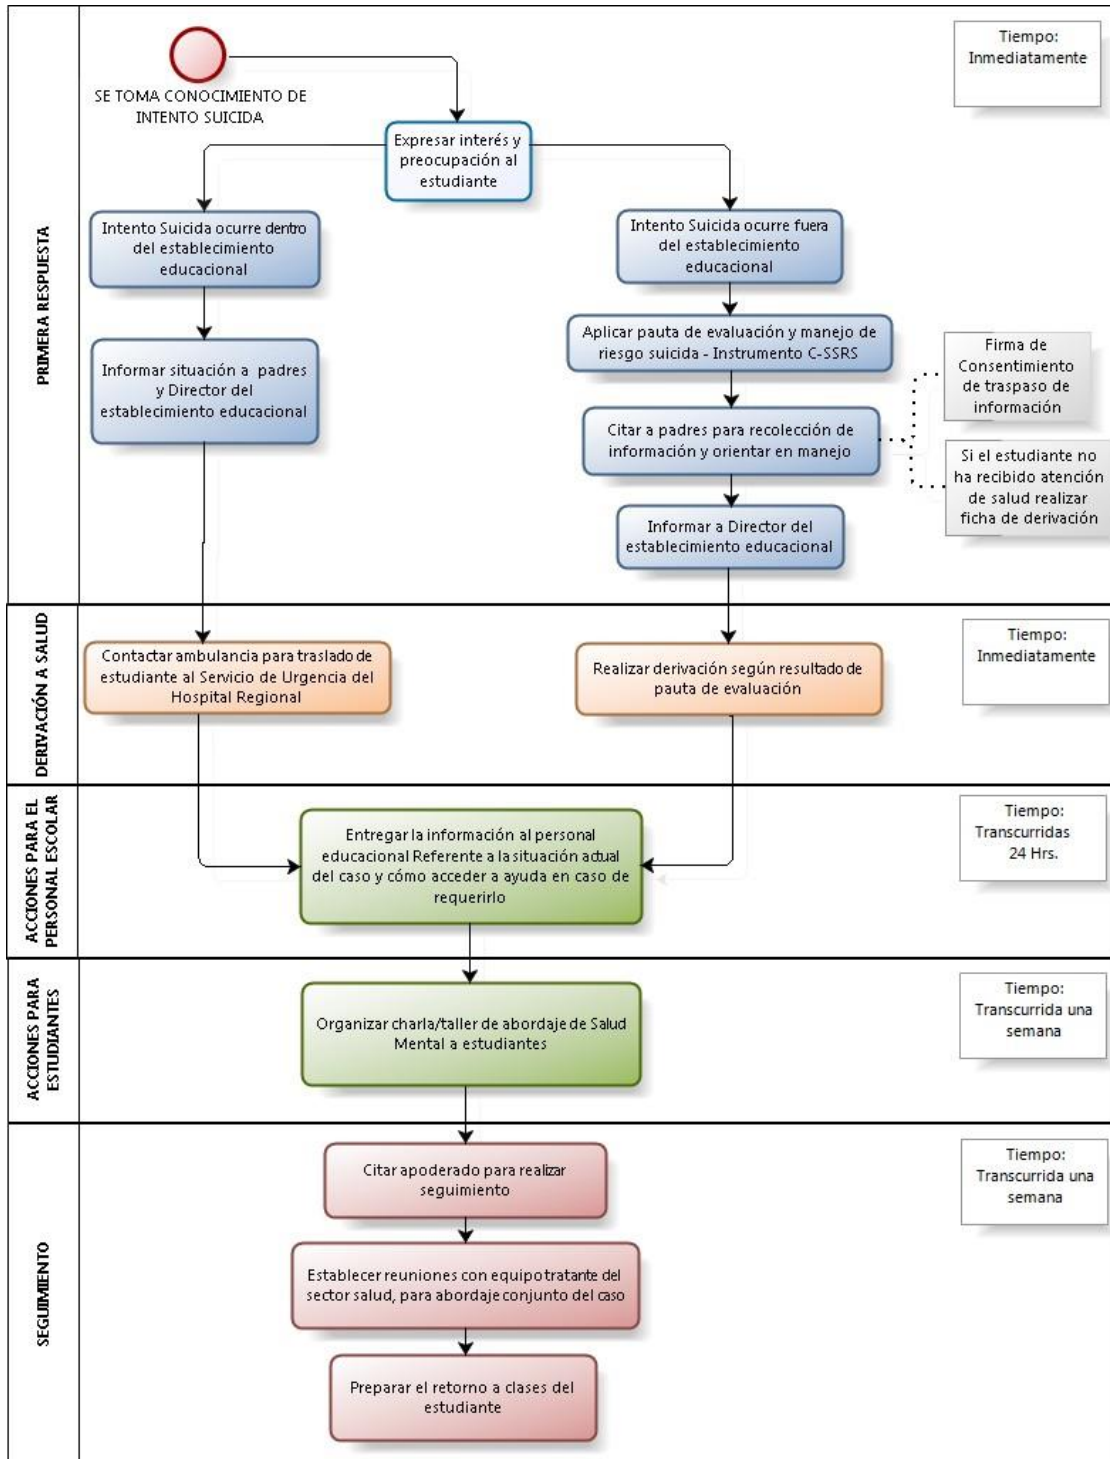 PRIMERA RESPUESTA
SE TOMA CONOCIMIENTO DE
INTENTO SUICIDA
Tiempo:
Inmediatamente
Expresar interés y
preocupación al
estudiante
Intento Suicida ocurre dentro
del establecimiento
educacional
Informar situación a padres
y Director del
establecimiento educacional
Intento Suicida ocurre fuera
del establecimiento
educacional
Aplicar pauta de evaluación y manejo de
riesgo suicida - Instrumento C-SSRS
Citar a padres para recolección de
información y orientar en manejo
Firma de
Consentimiento
de traspaso de
información
Si el estudiante no
ha recibido atención
de salud realizar
ficha de derivación
Informar a Director del
establecimiento educacional
DERIVACIÓN A SALUD
Contactar ambulancia para traslado de
estudiante al Servicio de Urgencia del
Hospital Regional
Realizar derivación según resultado de
pauta de evaluación
Tiempo:
Inmediatamente
ACCIONES PARA EL
PERSONAL ESCOLAR
Entregar la información al personal
educacional Referente a la situación actual
del caso y cómo acceder a ayuda en caso de
requerirlo
Tiempo:
Transcurridas
24 Hrs.
ACCIONES PARA
ESTUDIANTES
Organizar charla/taller de abordaje de Salud
Mental a estudiantes
Tiempo:
Transcurrida una
semana
SEGUIMIENTO
Citar apoderado para realizar
seguimiento
Tiempo:
Transcurrida una
semana
Establecer reuniones con equipo tratante del
sector salud, para abordaje conjunto del caso
Preparar el retorno a clases del
estudiante